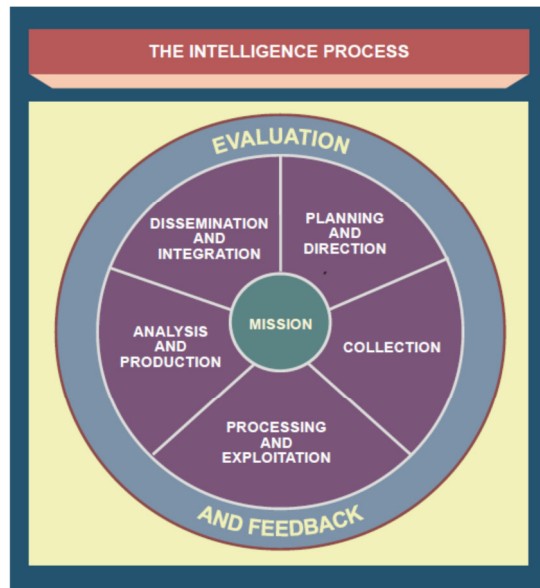 THE INTELLIGENCE PROCESS
EVALUATION
PLANNING
AND
DIRECTION
COLLECTION
PROCESSING
AND
EXPLOITATION
ANALYSIS
AND
PRODUCTION
DISSEMINATION
AND
INTEGRATION
MISSION
AND FEEDBACK